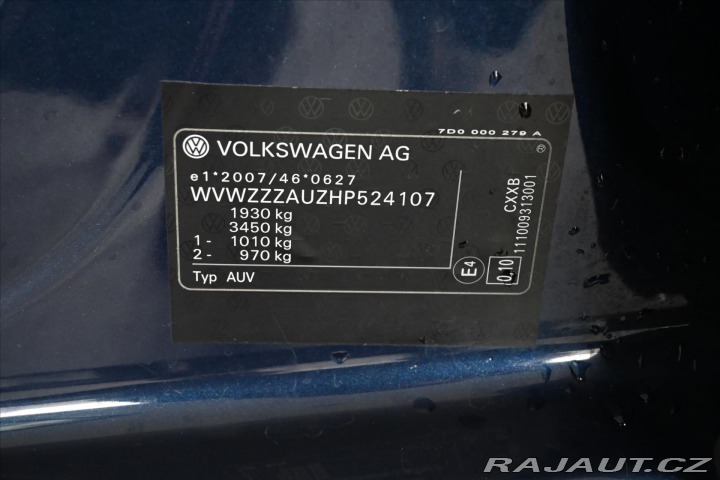 7D0 000 279 A
VOLKSWAGEN AG
®
e1*2007/46*0627
WVWZZZAUZHP524107
1930 kg
3450 kg
1- 1010 kg
2- 970 kg
Typ AUV
E4
0,10
CXXB
111009313001
RAJAUT.CZ